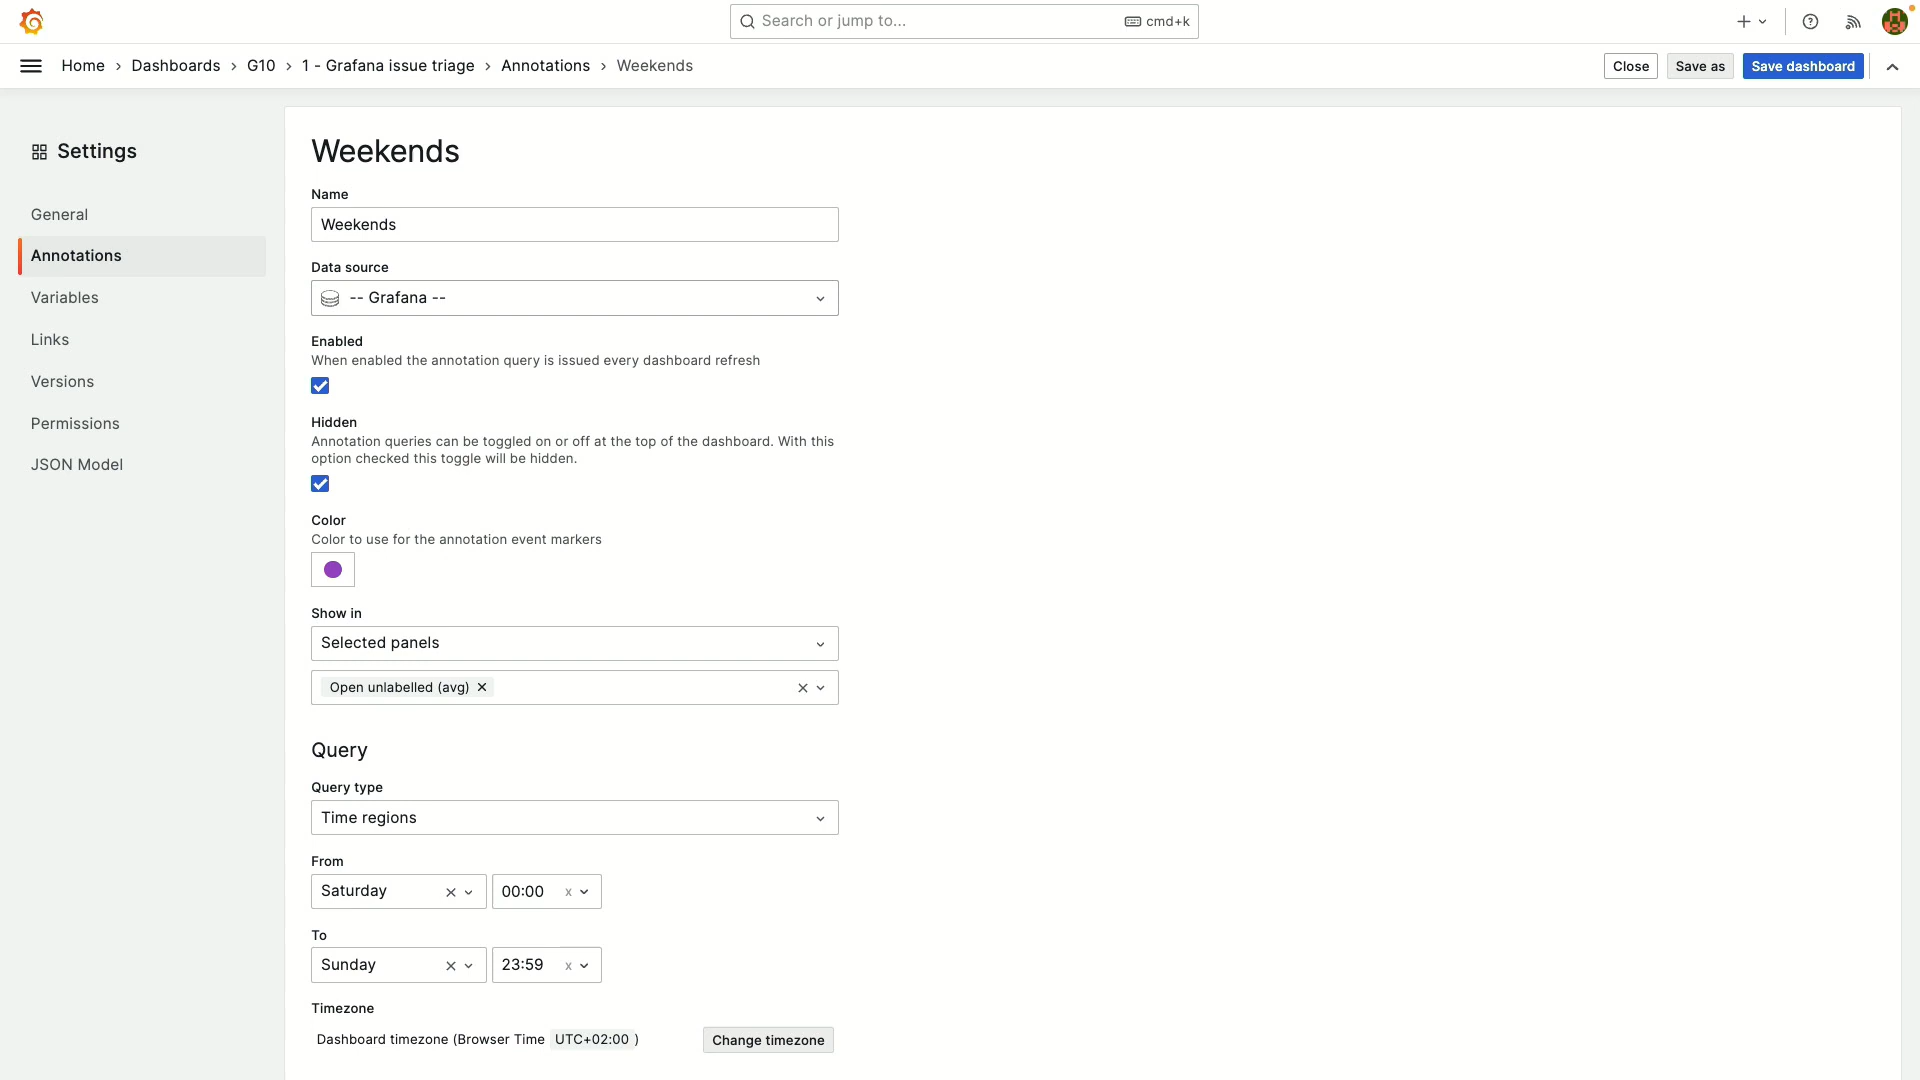 Search or jump to...
cmd+k
Home › Dashboards › G10 › 1 - Grafana issue triage › Annotations › Weekends
Close
Save as
Save dashboard
Settings
General
Annotations
Variables
Links
Versions
Permissions
JSON Model
Weekends
Name
Weekends
Data source
-- Grafana --
Enabled
When enabled the annotation query is issued every dashboard refresh
Hidden
Annotation queries can be toggled on or off at the top of the dashboard. With this
option checked this toggle will be hidden.
Color
Color to use for the annotation event markers
Show in
Selected panels
Open unlabelled (avg)
Query
Query type
Time regions
From
Saturday
00:00 x
To
Sunday
23:59 x
Timezone
Dashboard timezone (Browser Time UTC+02:00 )
Change timezone